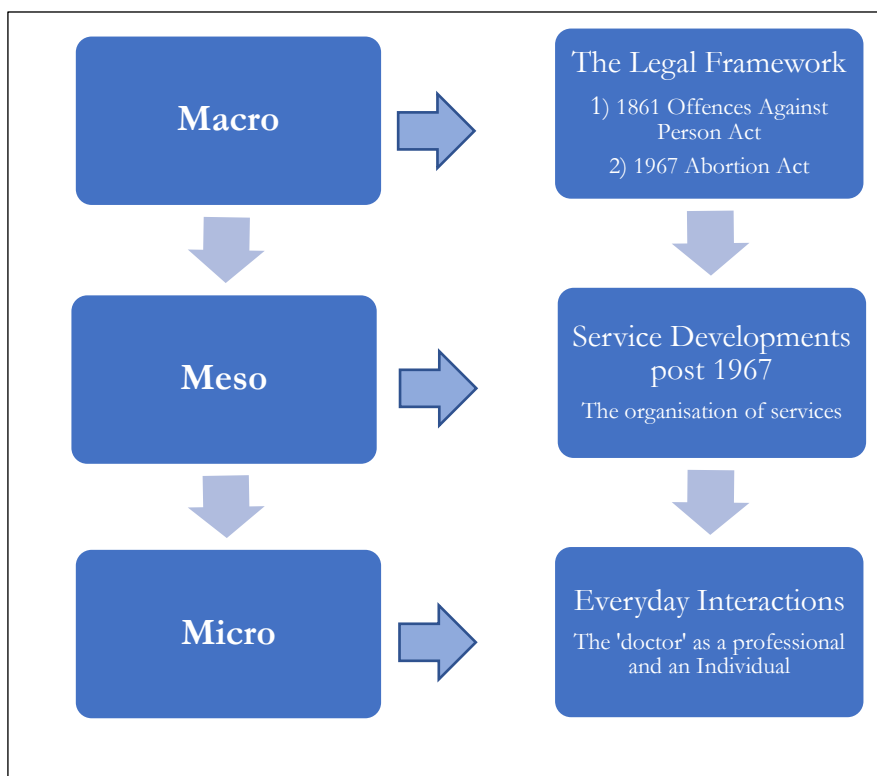 Macro
The Legal Framework
1) 1861 Offences Against
Person Act
2) 1967 Abortion Act
Meso
Service Developments
post 1967
The organisation of services
Micro
Everyday Interactions
The 'doctor' as a professional
and an Individual